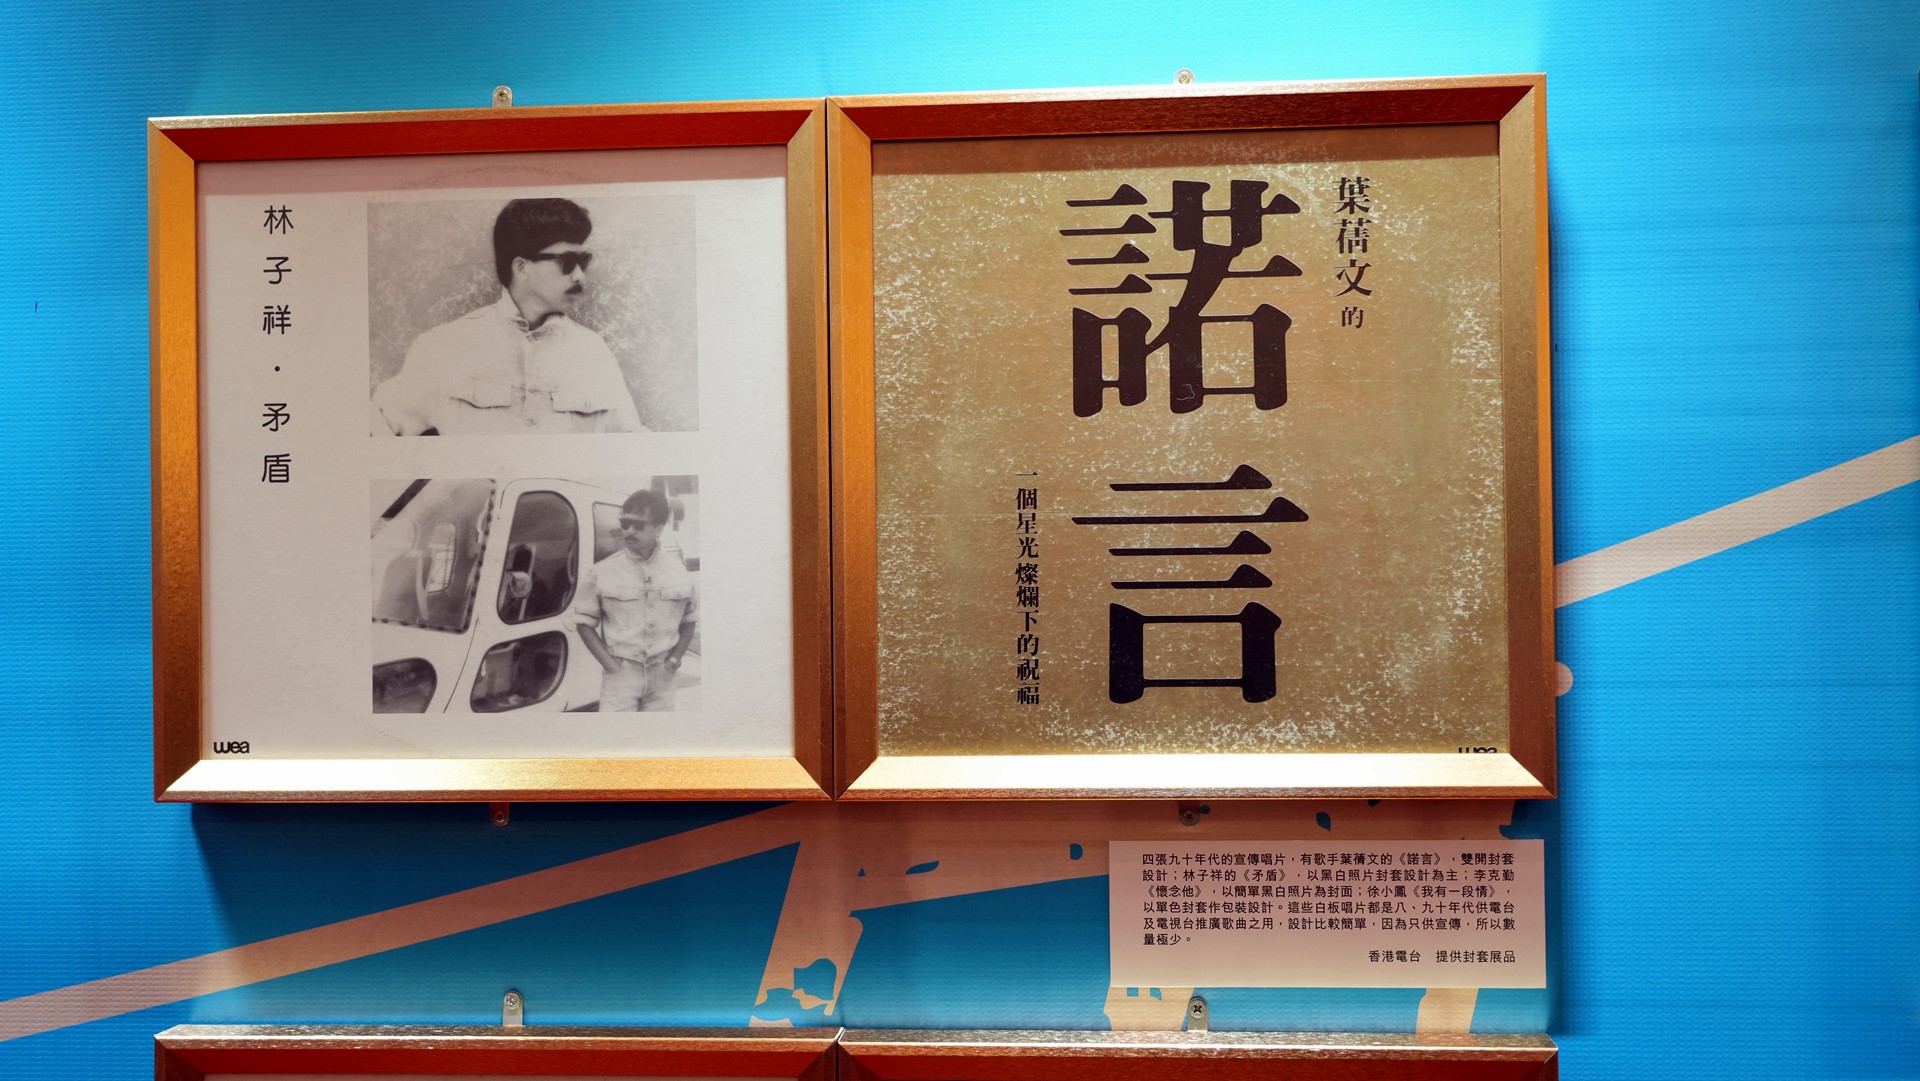 林子祥・矛盾
wea
葉蒨文的
諾言
一個星光燦爛下的祝福
wea
四張九十年代的宣傳唱片，有歌手葉蒨文的《諾言》，雙開封套
設計；林子祥的《矛盾》，以黑白照片封套設計為主；李克勤
《懷念他》，以簡單黑白照片為封面；徐小鳳《我有一段情》，
以單色封套作包裝設計。這些白板唱片都是八、九十年代供電台
及電視台推廣歌曲之用，設計比較簡單，因為只供宣傳，所以數
量極少。
香港電台　提供封套展品